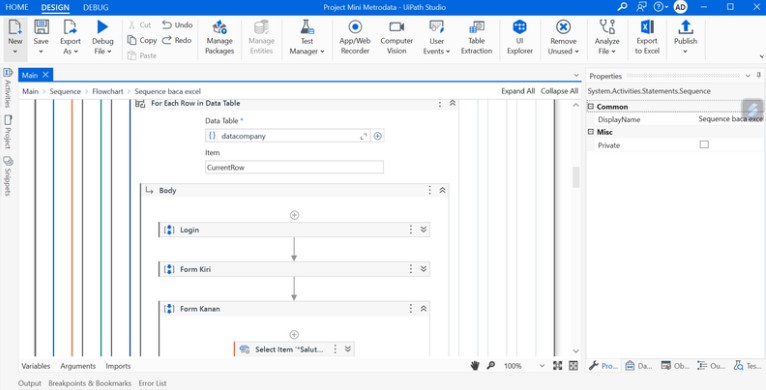 HOME DESIGN DEBUG Project Mini Metrodata - UiPath Studio AD
New Save Export As Debug File Cut Copy Paste Undo Redo Manage Packages Manage Entities Test Manager App/Web Recorder Computer Vision User Events Table Extraction UI Explorer Remove Unused Analyze File Export to Excel Publish
Main
Properties
Main > Sequence > Flowchart > Sequence baca excel Expand All Collapse All
System.Activities.Statements.Sequence
Activities
Project
Snippets
For Each Row in Data Table
Data Table *
datacompany
Item
CurrentRow
Body
Login
Form Kiri
Form Kanan
Select Item '*Salut...
Common
DisplayName Sequence baca exce
Misc
Private
Variables Arguments Imports 100%
Pro... Da... Ob... Ou... Tes...
Output Breakpoints & Bookmarks Error List